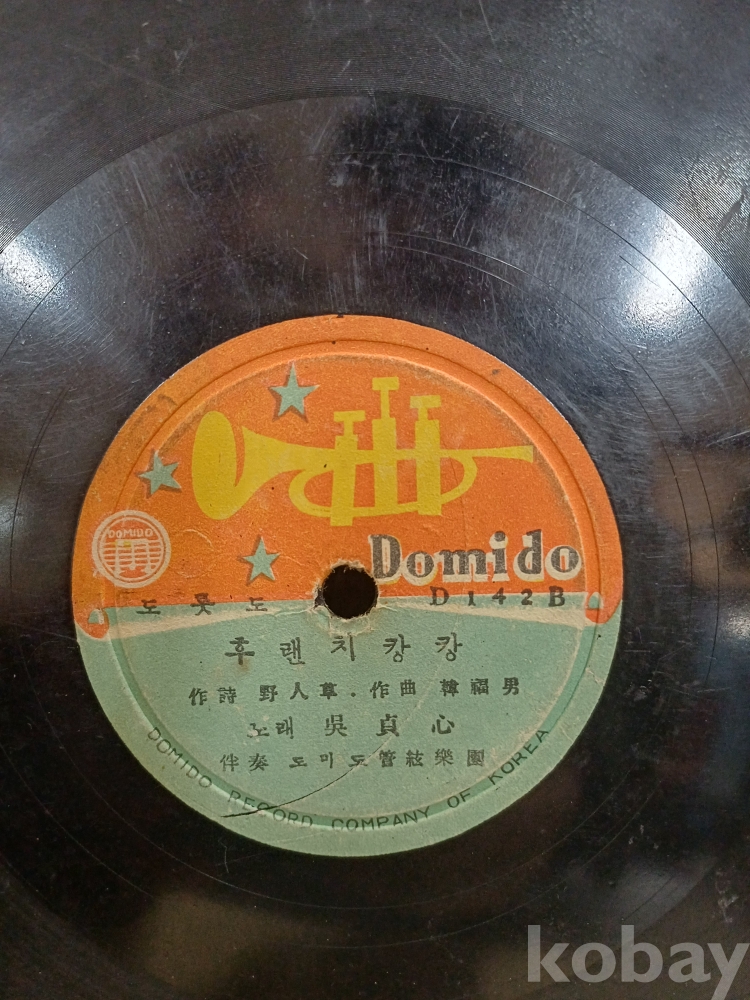 DOMIDO
Domido
도롯도 D142B
후랜치캉캉
作詩 野人草.作曲 韓福男
노래 吳貞心
伴奏 도미도管絃樂團
DOMIDO RECORD COMPANY OF KOREA
kobay